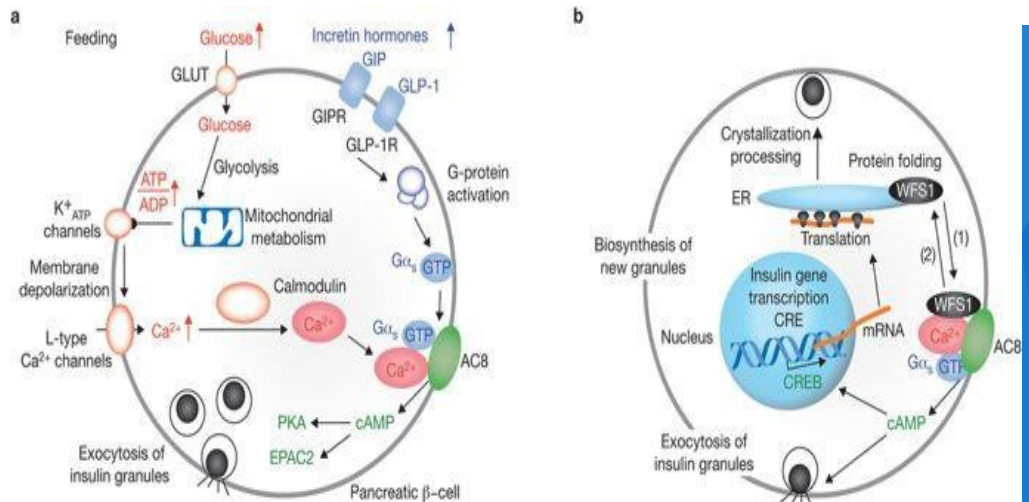 a
Feeding
Glucose
Incretin hormones
GIP
GLUT
GLP-1
GIPR
Glucose
GLP-1R
Glycolysis
G-protein
activation
ATP
ADP
K+ATP
channels
Mitochondrial
metabolism
Gαs GTP
Membrane
depolarization
Calmodulin
L-type
Ca2+ channels
Ca2+
Ca2+
Gαs GTP
Ca2+
AC8
PKA
cAMP
EPAC2
Exocytosis of
insulin granules
Pancreatic β-cell
b
Crystallization
processing
Protein folding
ER
WFS1
Translation
(2)
(1)
Biosynthesis of
new granules
Insulin gene
transcription
CRE
WFS1
Nucleus
mRNA
Ca2+
AC8
Gαs GTP
CREB
cAMP
Exocytosis of
insulin granules